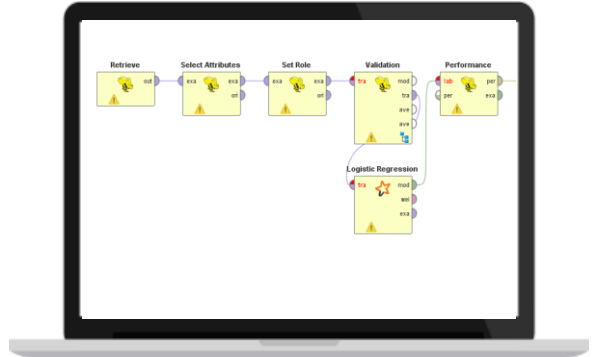 Retrieve
out
Select Attributes
exa exa
ori
Set Role
exa exa
ori
Validation
tra mod
tra
ave
ave
Performance
lab per
per exa
Logistic Regression
tra mod
wei
exa